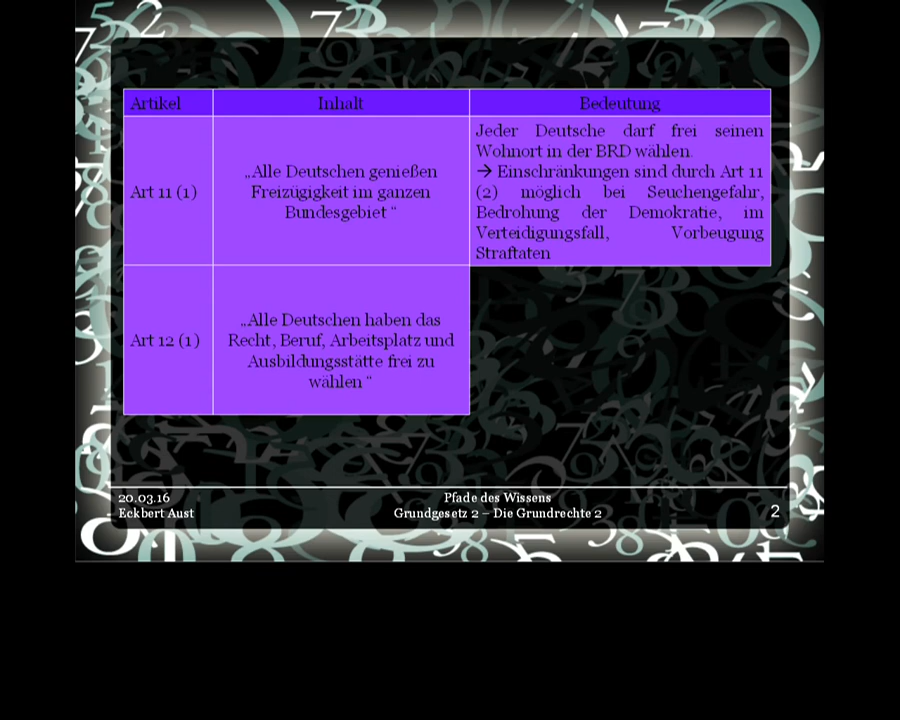 Artikel Inhalt Bedeutung
Art 11 (1)
„Alle Deutschen genießen
Freizügigkeit im ganzen
Bundesgebiet “
Jeder Deutsche darf frei seinen
Wohnort in der BRD wählen.
→ Einschränkungen sind durch Art 11
(2) möglich bei Seuchengefahr,
Bedrohung der Demokratie, im
Verteidigungsfall, Vorbeugung
Straftaten
Art 12 (1)
„Alle Deutschen haben das
Recht, Beruf, Arbeitsplatz und
Ausbildungsstätte frei zu
wählen “
20.03.16
Eckbert Aust
Pfade des Wissens
Grundgesetz 2 – Die Grundrechte 2
2